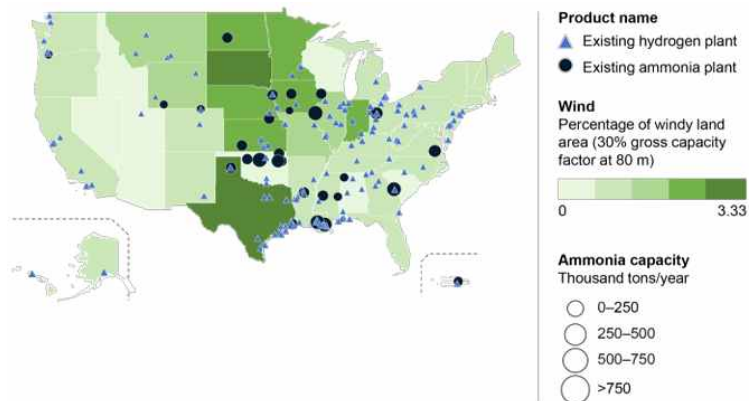 Product name
Existing hydrogen plant
Existing ammonia plant
Wind
Percentage of windy land
area (30% gross capacity
factor at 80 m)
0
3.33
Ammonia capacity
Thousand tons/year
0–250
250–500
500–750
>750